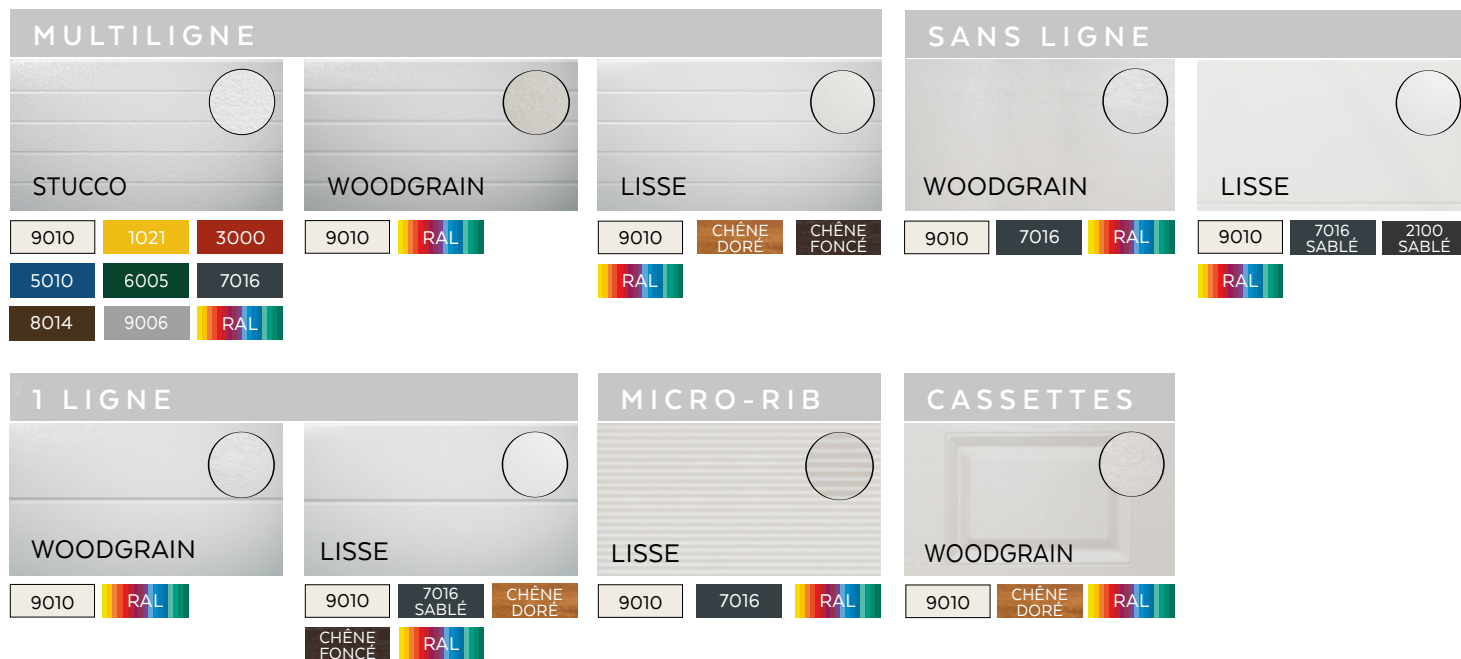 MULTILIGNE
STUCCO
9010
1021
3000
5010
6005
7016
8014
9006
RAL
WOODGRAIN
9010
RAL
LISSE
9010
CHÊNE
DORÉ
CHÊNE
FONCÉ
RAL
SANS LIGNE
WOODGRAIN
9010
7016
RAL
LISSE
9010
7016
SABLÉ
2100
SABLÉ
RAL
1 LIGNE
WOODGRAIN
9010
RAL
LISSE
9010
7016
SABLÉ
CHÊNE
DORÉ
CHÊNE
FONCÉ
RAL
MICRO-RIB
LISSE
9010
7016
RAL
CASSETTES
WOODGRAIN
9010
CHÊNE
DORÉ
RAL